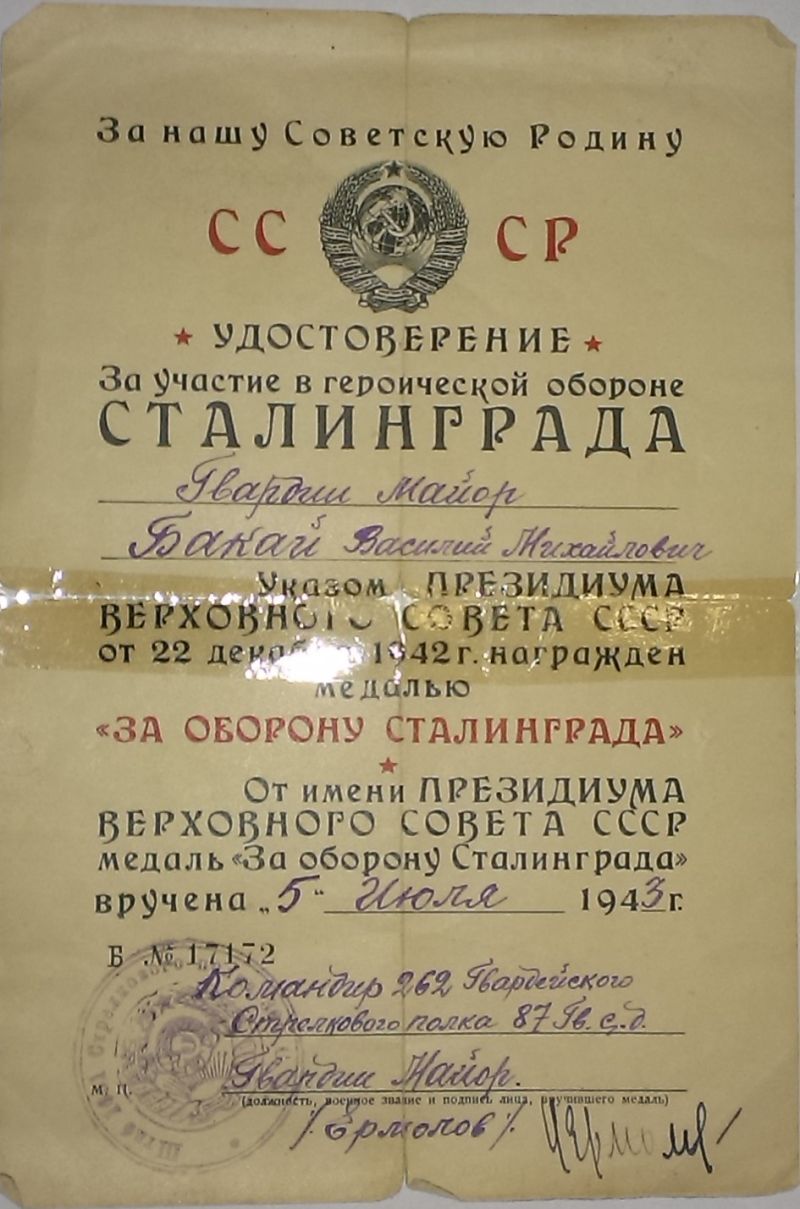 За нашу Советскую Родину
СС СР
УДОСТОВЕРЕНИЕ
За участие в героической обороне
СТАЛИНГРАДА
Гвардии Майор
Бакай Василий Михайлович
Указом ПРЕЗИДИУМА
ВЕРХОВНОГО СОВЕТА СССР
от 22 декабря 1942 г. награжден
медалью
«ЗА ОБОРОНУ СТАЛИНГРАДА»
От имени ПРЕЗИДИУМА
ВЕРХОВНОГО СОВЕТА СССР
медаль «За оборону Сталинграда»
вручена „5" Июля 1943 г.
Б № 17172
Командир 262 Гвардейского
Стрелкового полка 87 Гв. с.д.
Гвардии Майор.
М. П.
(должность, военное звание и подпись лица, вручившего медаль)
/Ермолов/